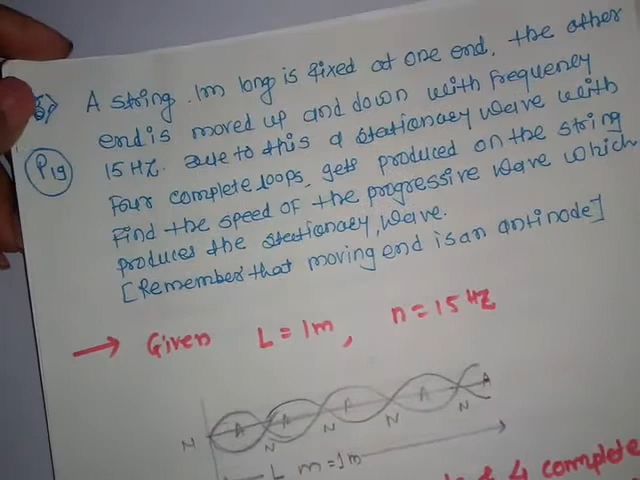 6) A string 1m long is fixed at one end. the other
end is moved up and down with frequency
15 HZ. Due to this a stationary wave with
P19
Four complete loops, gets produced on the string
Find the speed of the progressive wave which
produces the stationary wave.
[Remember that moving end is an antinode]
→ Given L = 1m, n = 15 HZ
N A N A N A N A N A
L m = 1m
4 complete